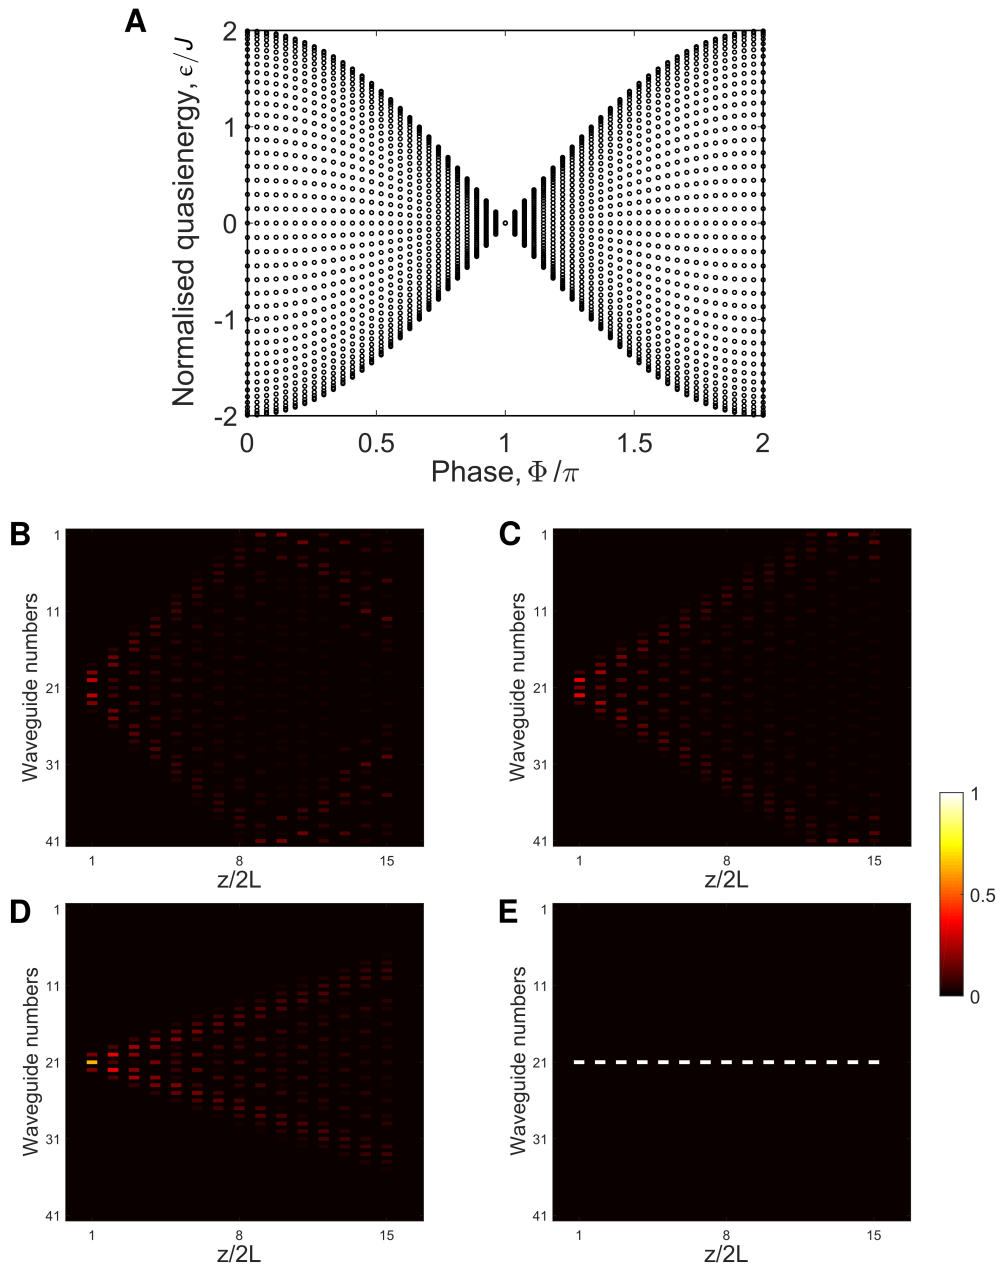 A
Normalised quasienergy, ϵ/J
2
1
0
-1
-2
0 0.5 1 1.5 2
Phase, Φ/π
B
Waveguide numbers
1
11
21
31
41
1 8 15
z/2L
C
Waveguide numbers
1
11
21
31
41
1 8 15
z/2L
1
0.5
0
D
Waveguide numbers
1
11
21
31
41
1 8 15
z/2L
E
Waveguide numbers
1
11
21
31
41
1 8 15
z/2L